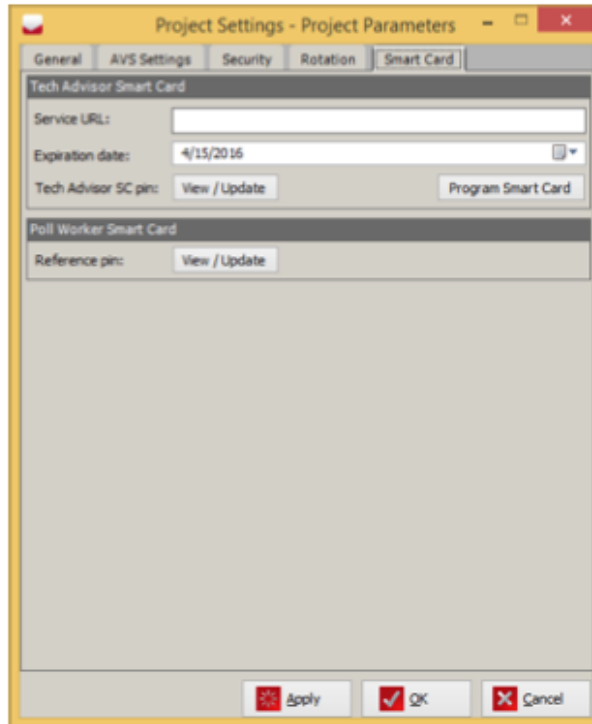 Project Settings - Project Parameters
General AVS Settings Security Rotation Smart Card
Tech Advisor Smart Card
Service URL:
Expiration date: 4/15/2016
Tech Advisor SC pin: View / Update Program Smart Card
Poll Worker Smart Card
Reference pin: View / Update
Apply OK Cancel